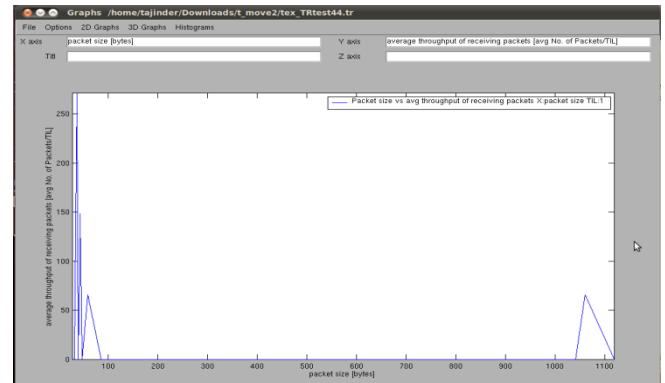 Graphs /home/tajinder/Downloads/t_move2/tex_TRtest44.tr
File Options 2D Graphs 3D Graphs Histograms
X axis packet size [bytes] Y axis average throughput of receiving packets [avg No. of Packets/TIL]
Titl Z axis
Packet size vs avg throughput of receiving packets X:packet size TIL:1
average throughput of receiving packets [avg No. of Packets/TIL]
250
200
150
100
50
0
100 200 300 400 500 600 700 800 900 1000 1100
packet size [bytes]